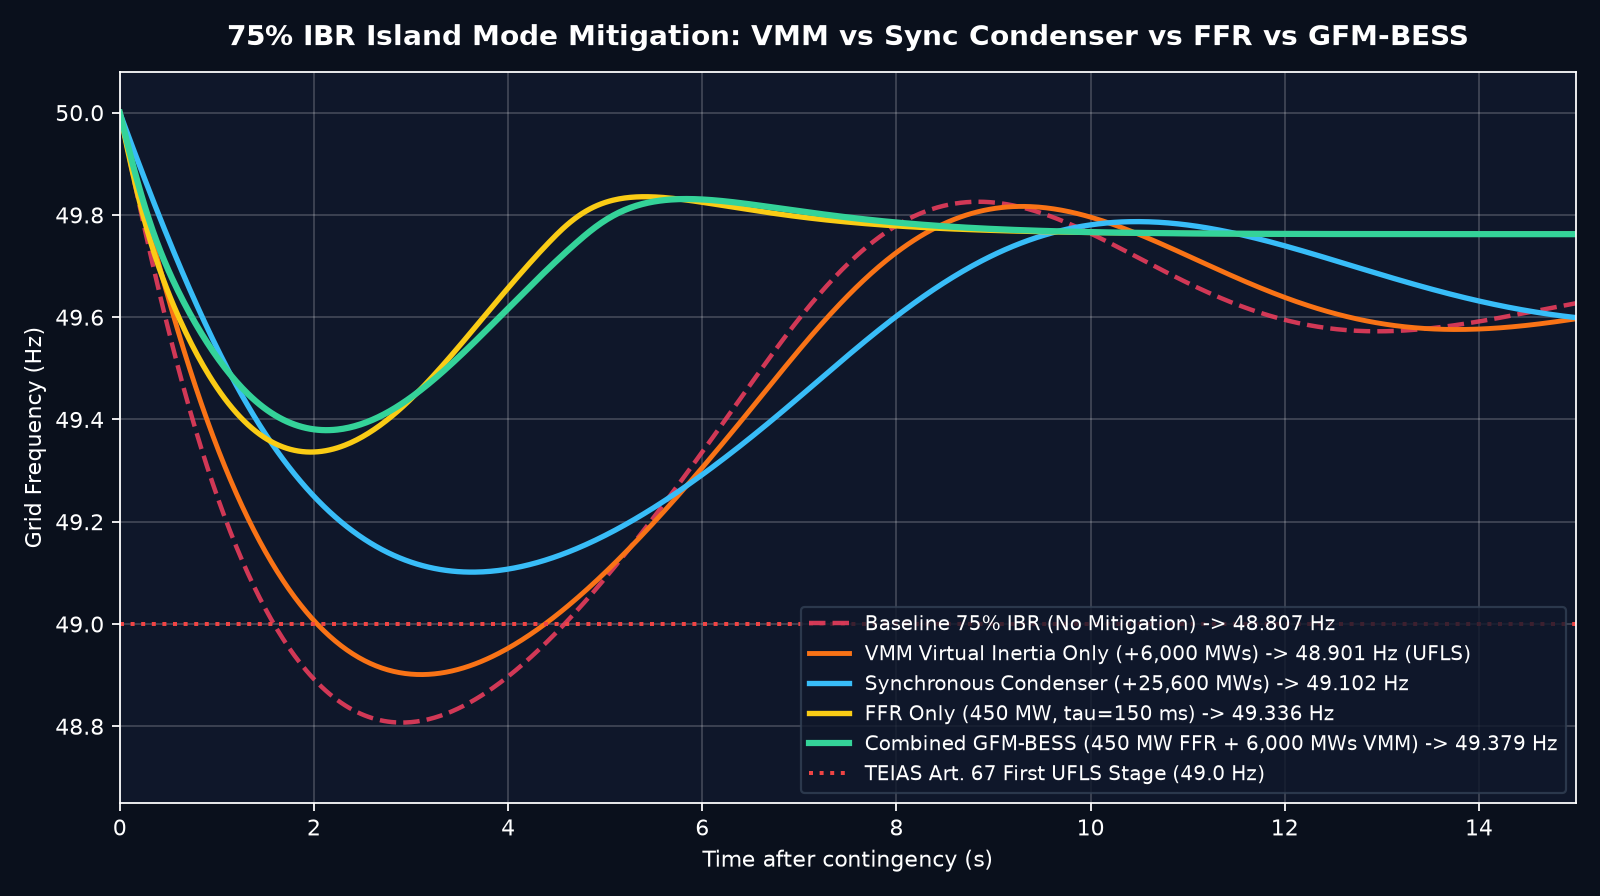 75% IBR Island Mode Mitigation: VMM vs Sync Condenser vs FFR vs GFM-BESS
Grid Frequency (Hz)
50.0
49.8
49.6
49.4
49.2
49.0
48.8
Baseline 75% IBR (No Mitigation) -> 48.807 Hz
VMM Virtual Inertia Only (+6,000 MWs) -> 48.901 Hz (UFLS)
Synchronous Condenser (+25,600 MWs) -> 49.102 Hz
FFR Only (450 MW, tau=150 ms) -> 49.336 Hz
Combined GFM-BESS (450 MW FFR + 6,000 MWs VMM) -> 49.379 Hz
TEIAS Art. 67 First UFLS Stage (49.0 Hz)
0 2 4 6 8 10 12 14
Time after contingency (s)